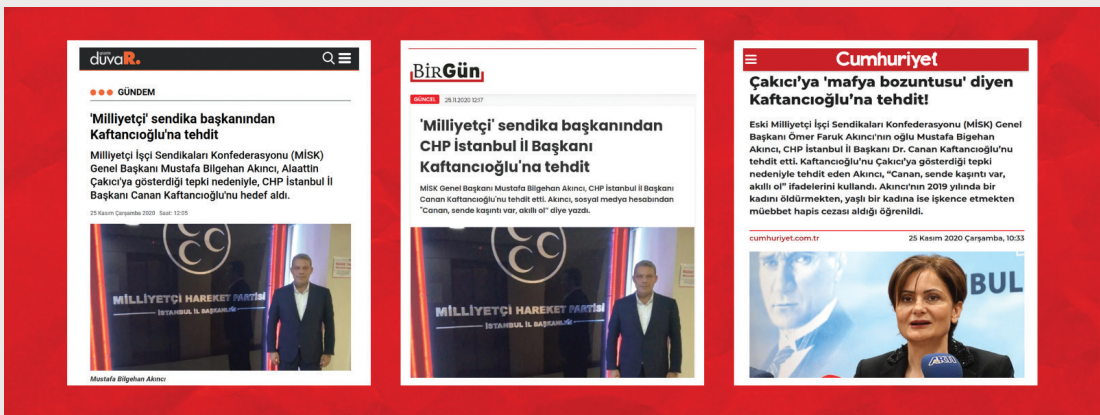 gazete
duvaR.
GÜNDEM
'Milliyetçi' sendika başkanından
Kaftancıoğlu'na tehdit
Milliyetçi İşçi Sendikaları Konfederasyonu (MİSK)
Genel Başkanı Mustafa Bilgehan Akıncı, Alaattin
Çakıcı'ya gösterdiği tepki nedeniyle, CHP İstanbul İl
Başkanı Canan Kaftancıoğlu'nu hedef aldı.
25 Kasım Çarşamba 2020 Saat: 12:05
MİLLİYETÇİ HAREKET PARTİSİ
İSTANBUL İL BAŞKANLIĞI
Mustafa Bilgehan Akıncı
BirGün
GÜNCEL 25.11.2020 12:17
'Milliyetçi' sendika başkanından
CHP İstanbul İl Başkanı
Kaftancıoğlu'na tehdit
MİSK Genel Başkanı Mustafa Bilgehan Akıncı, CHP İstanbul İl Başkanı
Canan Kaftancıoğlu'nu tehdit etti. Akıncı, sosyal medya hesabından
"Canan, sende kaşıntı var, akıllı ol" diye yazdı.
MİLLİYETÇİ HAREKET PARTİSİ
İSTANBUL İL BAŞKANLIĞI
Cumhuriyet
Çakıcı'ya 'mafya bozuntusu' diyen
Kaftancıoğlu'na tehdit!
Eski Milliyetçi İşçi Sendikaları Konfederasyonu (MİSK) Genel
Başkanı Ömer Faruk Akıncı'nın oğlu Mustafa Bigehan
Akıncı, CHP İstanbul İl Başkanı Dr. Canan Kaftancıoğlu'nu
tehdit etti. Kaftancıoğlu'nu Çakıcı'ya gösterdiği tepki
nedeniyle tehdit eden Akıncı, "Canan, sende kaşıntı var,
akıllı ol" ifadelerini kullandı. Akıncı'nın 2019 yılında bir
kadını öldürmekten, yaşlı bir kadına ise işkence etmekten
müebbet hapis cezası aldığı öğrenildi.
cumhuriyet.com.tr 25 Kasım 2020 Çarşamba, 10:33
BUL